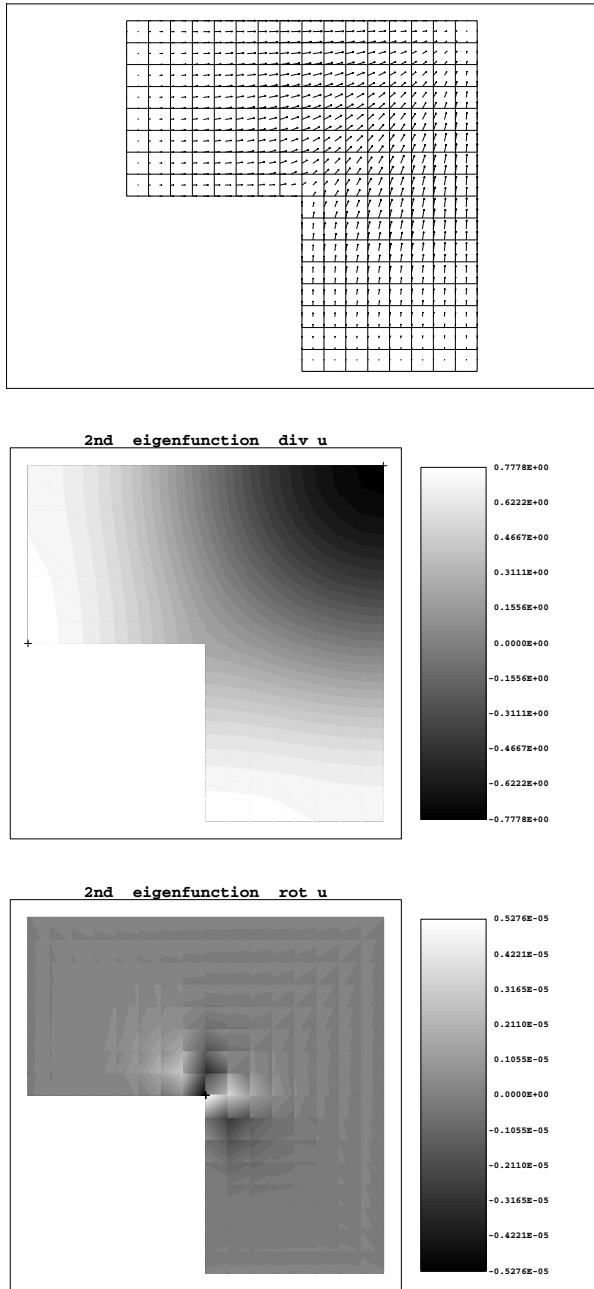 2nd eigenfunction div u
0.7778E+00
0.6222E+00
0.4667E+00
0.3111E+00
0.1556E+00
0.0000E+00
-0.1556E+00
-0.3111E+00
-0.4667E+00
-0.6222E+00
-0.7778E+00
2nd eigenfunction rot u
0.5276E-05
0.4221E-05
0.3165E-05
0.2110E-05
0.1055E-05
0.0000E+00
-0.1055E-05
-0.2110E-05
-0.3165E-05
-0.4221E-05
-0.5276E-05